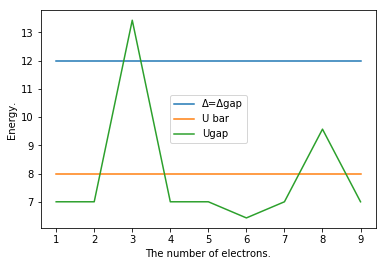 13
12
11
10
9
8
7
Energy.
Δ=Δgap
U bar
Ugap
1 2 3 4 5 6 7 8 9
The number of electrons.